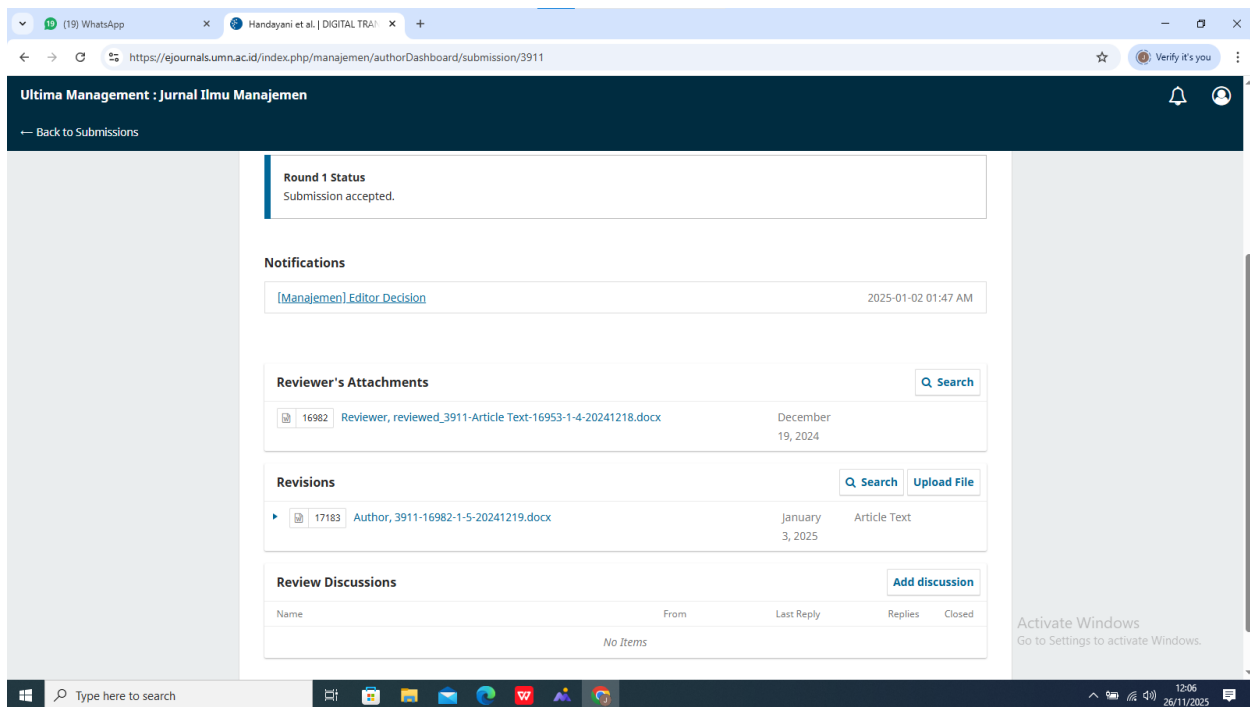 19 (19) WhatsApp
Handayani et al. | DIGITAL TRAN
https://ejournals.umn.ac.id/index.php/manajemen/authorDashboard/submission/3911
Verify it's you
Ultima Management : Jurnal Ilmu Manajemen
← Back to Submissions
Round 1 Status
Submission accepted.
Notifications
[Manajemen] Editor Decision 2025-01-02 01:47 AM
Reviewer's Attachments Search
16982 Reviewer, reviewed_3911-Article Text-16953-1-4-20241218.docx December
19, 2024
Revisions Search Upload File
17183 Author, 3911-16982-1-5-20241219.docx January Article Text
3, 2025
Review Discussions Add discussion
Name From Last Reply Replies Closed
No Items
Activate Windows
Go to Settings to activate Windows.
Type here to search
12:06
26/11/2025